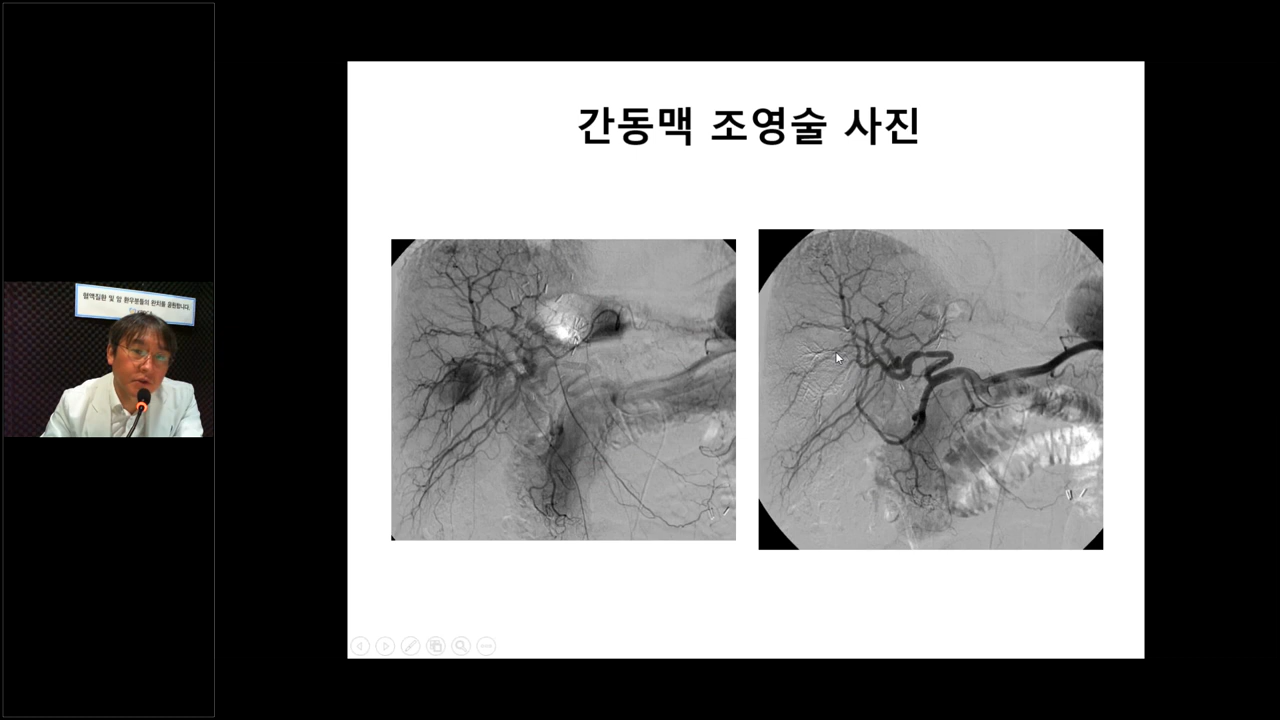 간동맥 조영술 사진
혈액질환 및 암 환우분들의 완치를 응원합니다.